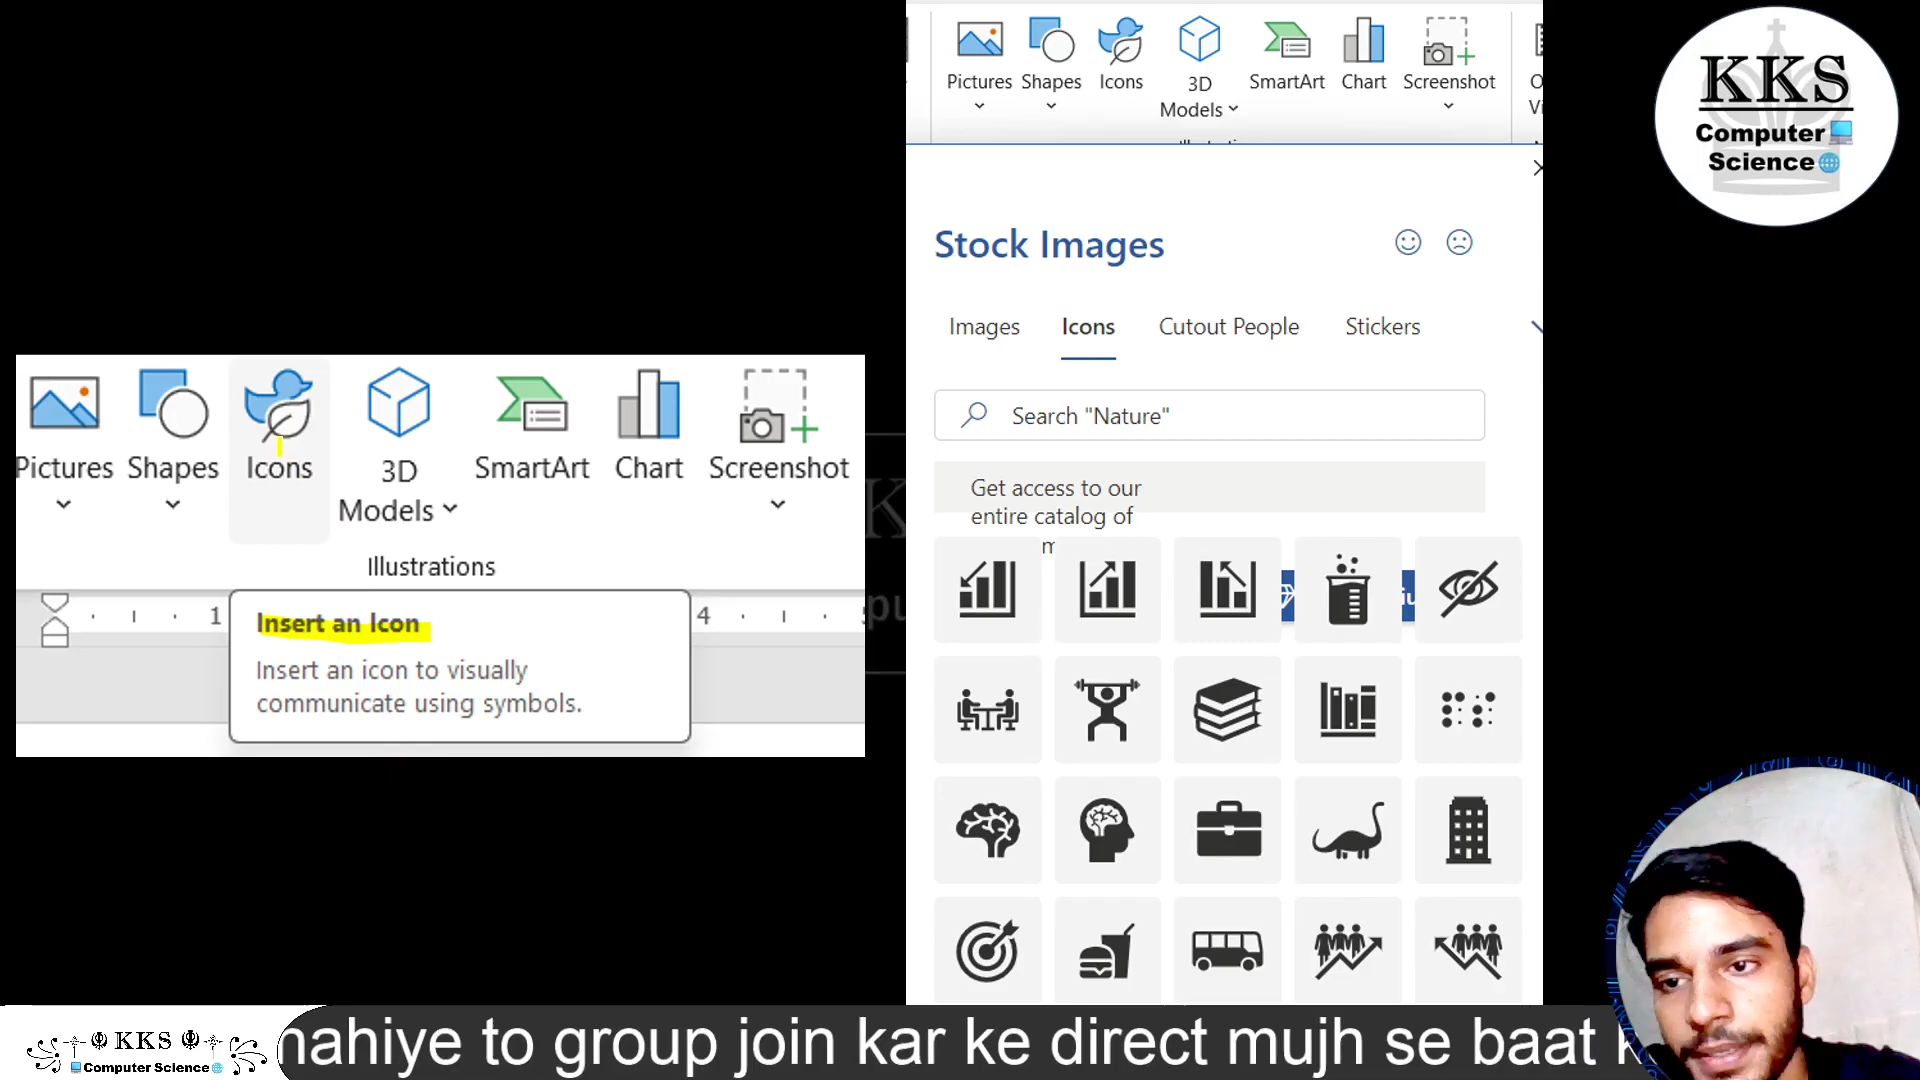 Pictures Shapes Icons 3D Models SmartArt Chart Screenshot
KKS
Computer
Science
Stock Images
Images Icons Cutout People Stickers
Search "Nature"
Get access to our
entire catalog of
Pictures Shapes Icons 3D Models SmartArt Chart Screenshot
Illustrations
1 4
Insert an Icon
Insert an icon to visually
communicate using symbols.
KKS
Computer Science
to group join kar ke direct mujh se baat